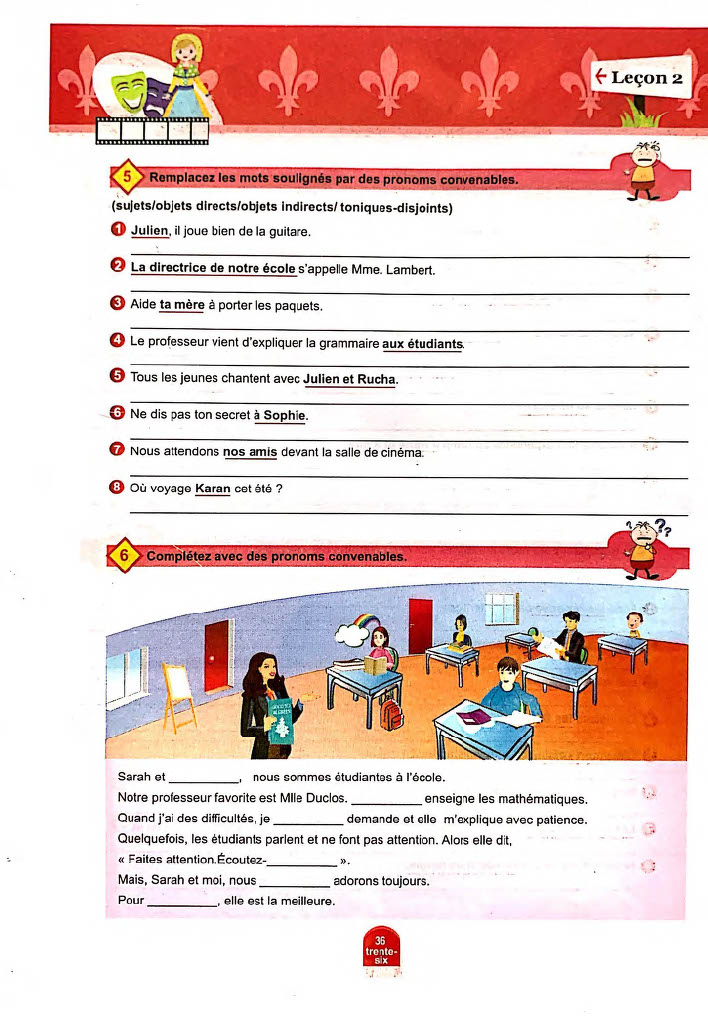 ← Leçon 2
5 Remplacez les mots soulignés par des pronoms convenables.
(sujets/objets directs/objets indirects/ toniques-disjoints)
1 Julien, il joue bien de la guitare.
2 La directrice de notre école s'appelle Mme. Lambert.
3 Aide ta mère à porter les paquets.
4 Le professeur vient d'expliquer la grammaire aux étudiants.
5 Tous les jeunes chantent avec Julien et Rucha.
6 Ne dis pas ton secret à Sophie.
7 Nous attendons nos amis devant la salle de cinéma.
8 Où voyage Karan cet été ?
6 Complétez avec des pronoms convenables.
Sarah et __________, nous sommes étudiantes à l'école.
Notre professeur favorite est Mlle Duclos. __________ enseigne les mathématiques.
Quand j'ai des difficultés, je __________ demande et elle m'explique avec patience.
Quelquefois, les étudiants parlent et ne font pas attention. Alors elle dit,
« Faites attention.Écoutez-__________ ».
Mais, Sarah et moi, nous __________ adorons toujours.
Pour __________, elle est la meilleure.
36
trente-
six